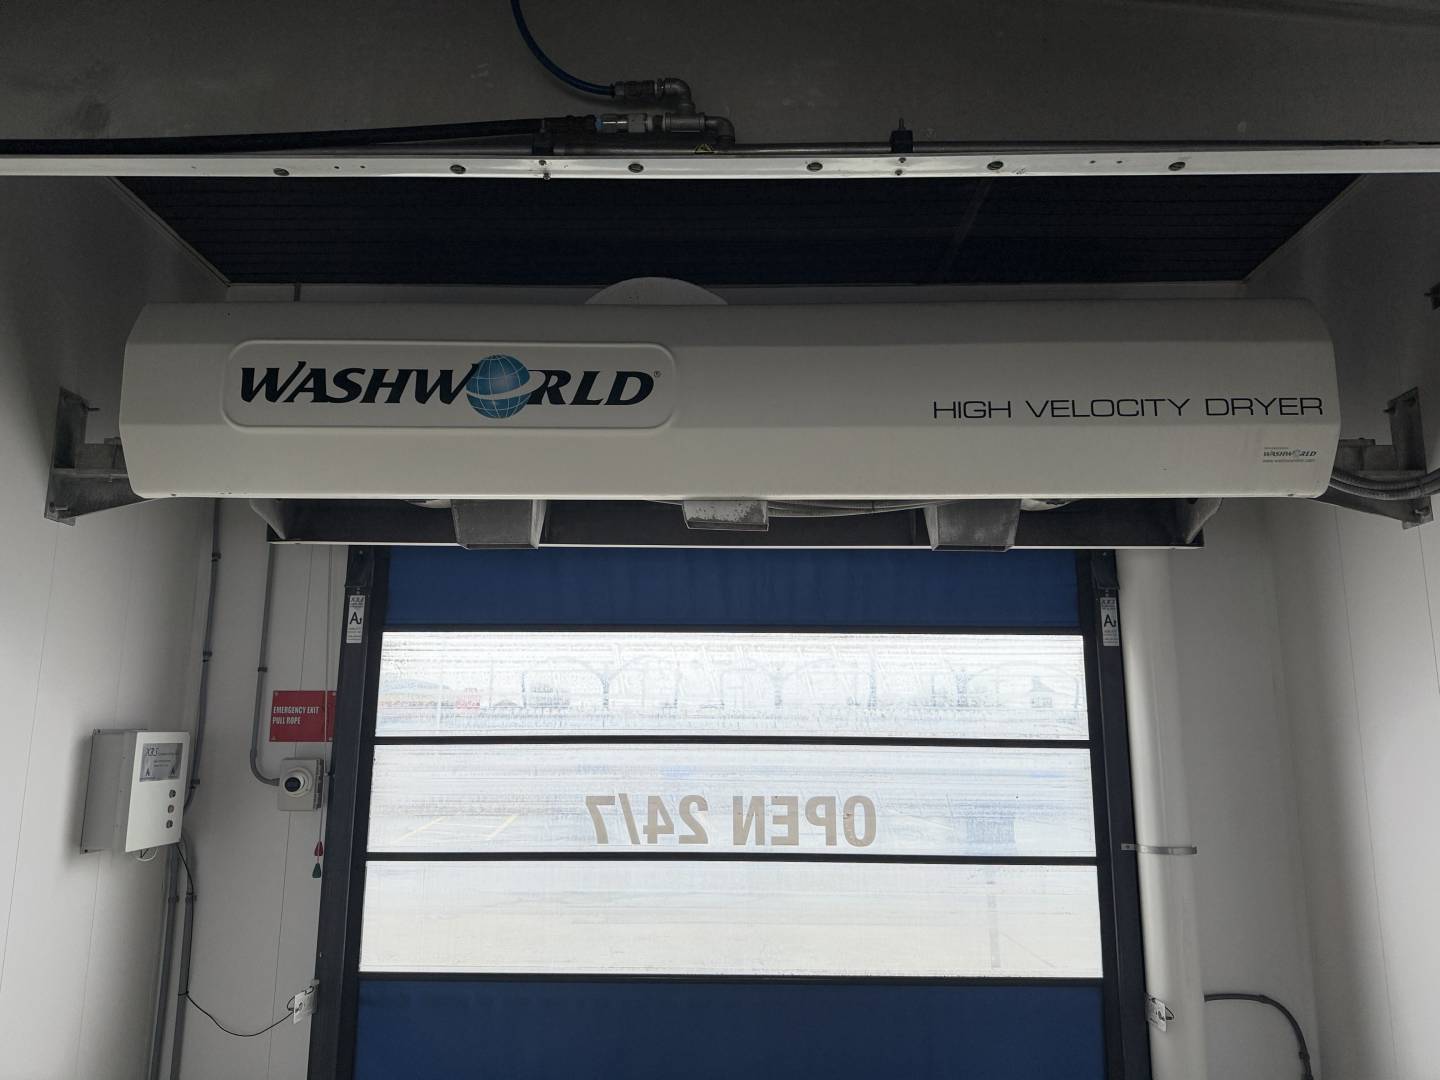 WASHWORLD®
HIGH VELOCITY DRYER
WASHWORLD
A
A
EMERGENCY EXIT
PULL ROPE
OPEN 24/7